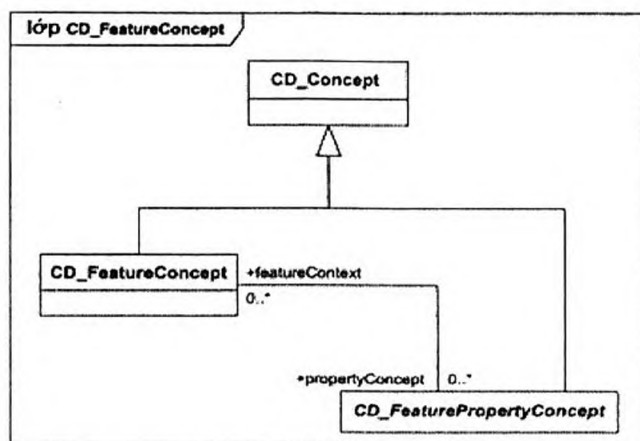 lớp CD_FeatureConcept
CD_Concept
CD_FeatureConcept
+featureContext
0..*
+propertyConcept
0..*
CD_FeaturePropertyConcept